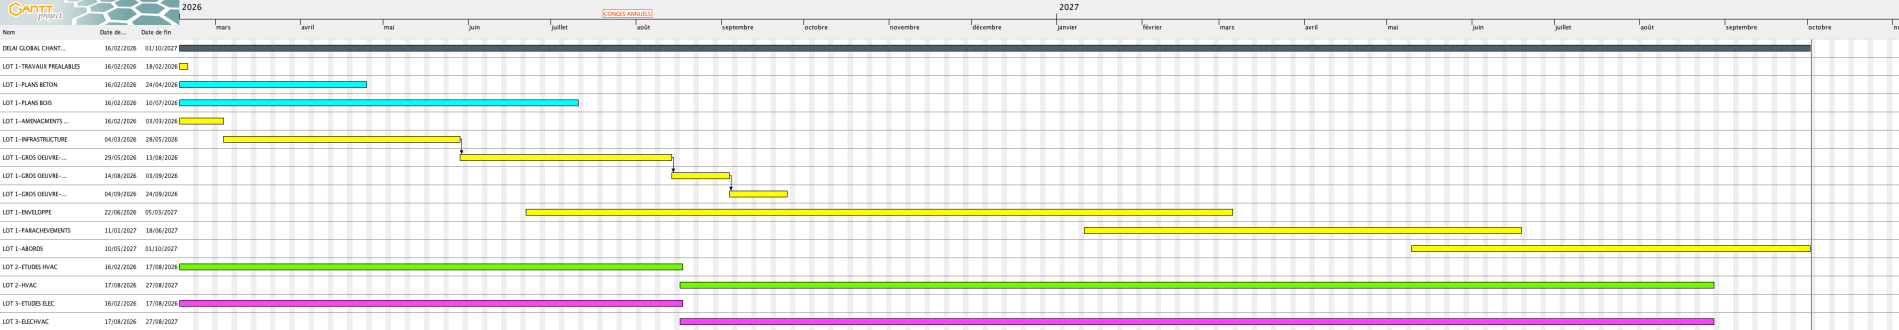 GANTT
project
2026
CONGES ANNUELS
2027
mars avril mai juin juillet août septembre octobre novembre décembre janvier février mars avril mai juin juillet août septembre octobre
Nom Date de... Date de fin
DELAI GLOBAL CHANT... 16/02/2026 01/10/2027
LOT 1-TRAVAUX PREALABLES 16/02/2026 18/02/2026
LOT 1-PLANS BETON 16/02/2026 24/04/2026
LOT 1-PLANS BOIS 16/02/2026 10/07/2026
LOT 1-AMENAGMENTS ... 16/02/2026 03/03/2026
LOT 1-INFRASTRUCTURE 04/03/2026 28/05/2026
LOT 1-GROS OEUVRE-... 29/05/2026 13/08/2026
LOT 1-GROS OEUVRE-... 14/08/2026 03/09/2026
LOT 1-GROS OEUVRE-... 04/09/2026 24/09/2026
LOT 1-ENVELOPPE 22/06/2026 05/03/2027
LOT 1-PARACHEVEMENTS 11/01/2027 18/06/2027
LOT 1-ABORDS 10/05/2027 01/10/2027
LOT 2-ETUDES HVAC 16/02/2026 17/08/2026
LOT 2-HVAC 17/08/2026 27/08/2027
LOT 3-ETUDES ELEC 16/02/2026 17/08/2026
LOT 3-ELECHVAC 17/08/2026 27/08/2027